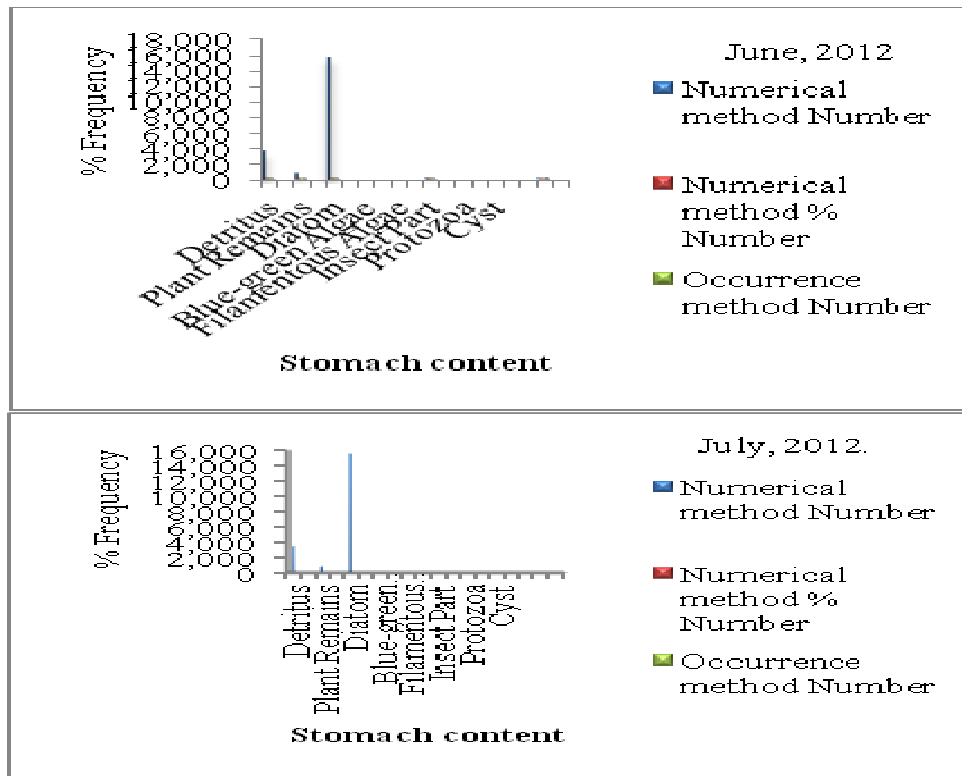 June, 2012
% Frequency
18,000
16,000
14,000
12,000
10,000
8,000
6,000
4,000
2,000
0
Detritus
Plant Remains
Diatom
Blue-green Algae
Filamentous Algae
Insect Part
Protozoa
Cyst
Stomach content
Numerical
method Number
Numerical
method %
Number
Occurrence
method Number
July, 2012.
% Frequency
16,000
14,000
12,000
10,000
8,000
6,000
4,000
2,000
0
Detritus
Plant Remains
Diatom
Blue-green…
Filamentous…
Insect Part
Protozoa
Cyst
Stomach content
Numerical
method Number
Numerical
method %
Number
Occurrence
method Number